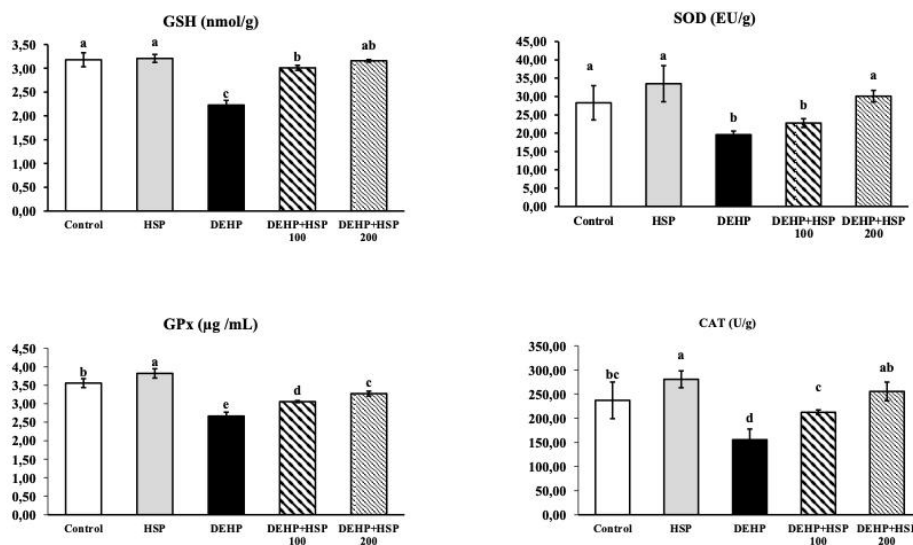 GSH (nmol/g)
4,00
3,50
3,00
2,50
2,00
1,50
1,00
0,50
0,00
a
a
c
b
ab
Control
HSP
DEHP
DEHP+HSP
100
DEHP+HSP
200
SOD (EU/g)
45,00
40,00
35,00
30,00
25,00
20,00
15,00
10,00
5,00
0,00
a
a
b
b
a
Control
HSP
DEHP
DEHP+HSP
100
DEHP+HSP
200
GPx (µg /mL)
4,50
4,00
3,50
3,00
2,50
2,00
1,50
1,00
0,50
0,00
b
a
e
d
c
Control
HSP
DEHP
DEHP+HSP
100
DEHP+HSP
200
CAT (U/g)
350,00
300,00
250,00
200,00
150,00
100,00
50,00
0,00
bc
a
d
c
ab
Control
HSP
DEHP
DEHP+HSP
100
DEHP+HSP
200